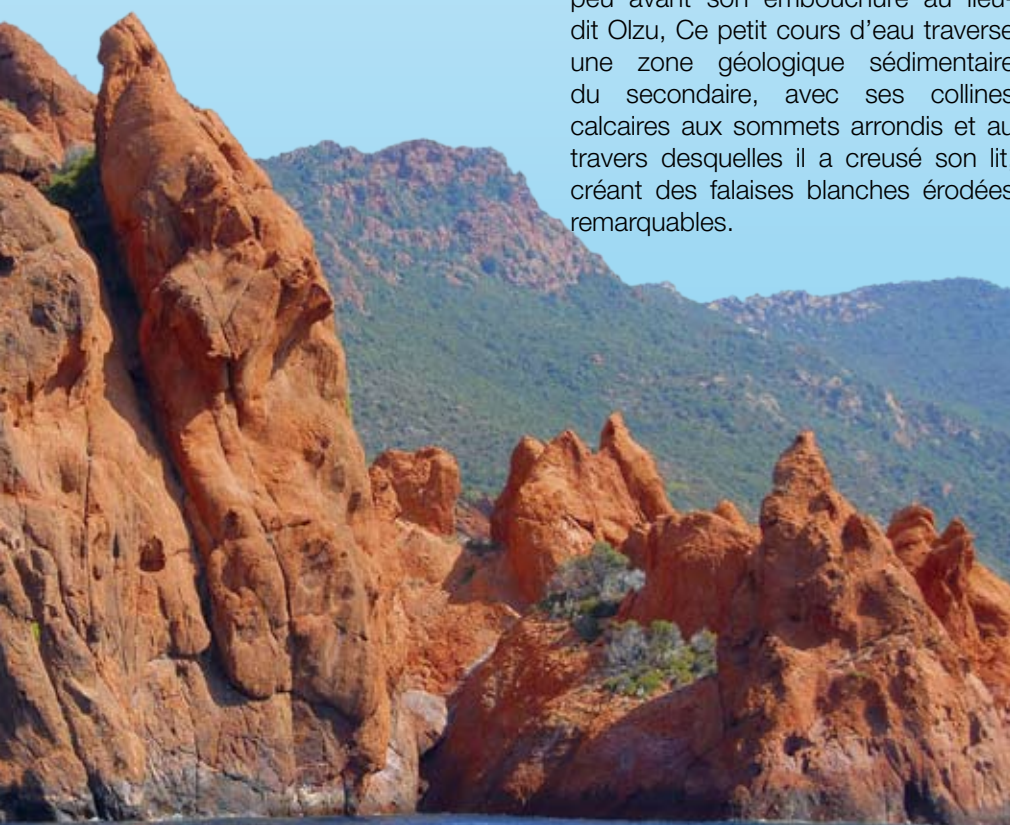 peu avant son embouchure au lieu-
dit Olzu, Ce petit cours d'eau traverse
une zone géologique sédimentaire
du secondaire, avec ses collines
calcaires aux sommets arrondis et au
travers desquelles il a creusé son lit
créant des falaises blanches érodées
remarquables.